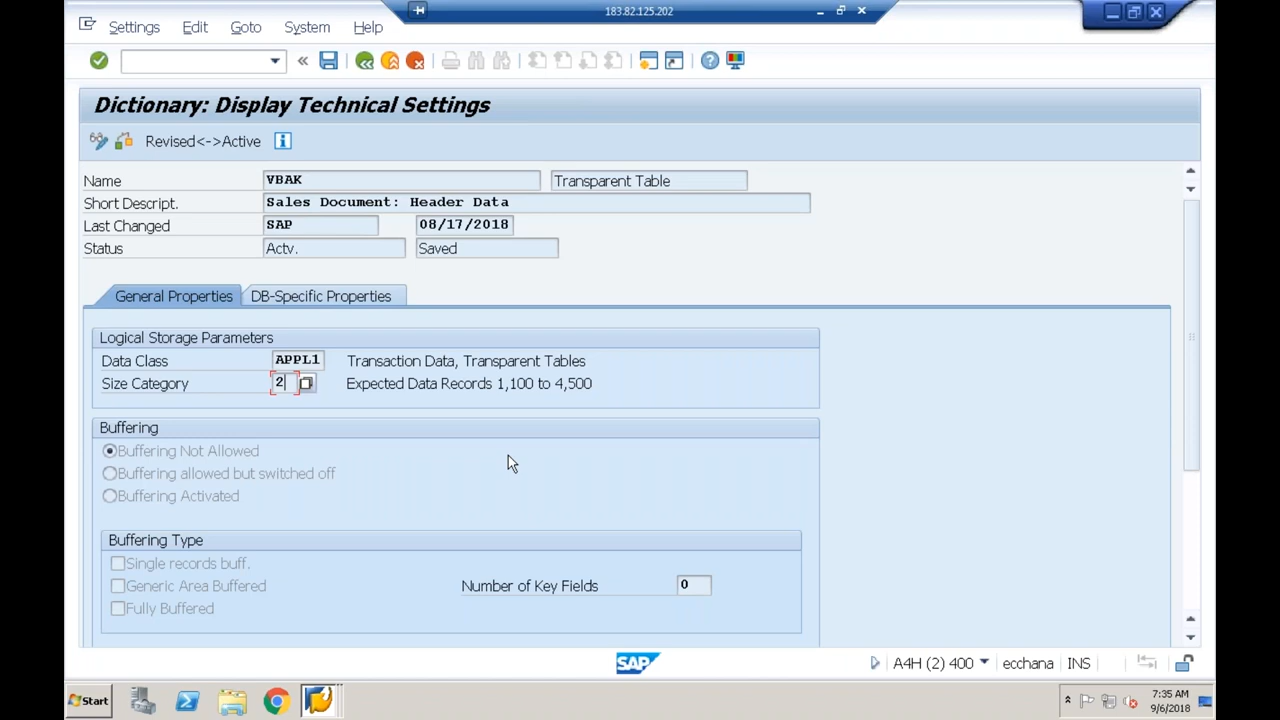 183.82.125.202
Settings Edit Goto System Help
Dictionary: Display Technical Settings
Revised<->Active
Name VBAK Transparent Table
Short Descript. Sales Document: Header Data
Last Changed SAP 08/17/2018
Status Actv. Saved
General Properties DB-Specific Properties
Logical Storage Parameters
Data Class APPL1 Transaction Data, Transparent Tables
Size Category 2 Expected Data Records 1,100 to 4,500
Buffering
Buffering Not Allowed
Buffering allowed but switched off
Buffering Activated
Buffering Type
Single records buff.
Generic Area Buffered Number of Key Fields 0
Fully Buffered
SAP A4H (2) 400 ecchana INS
Start 7:35 AM
9/6/2018